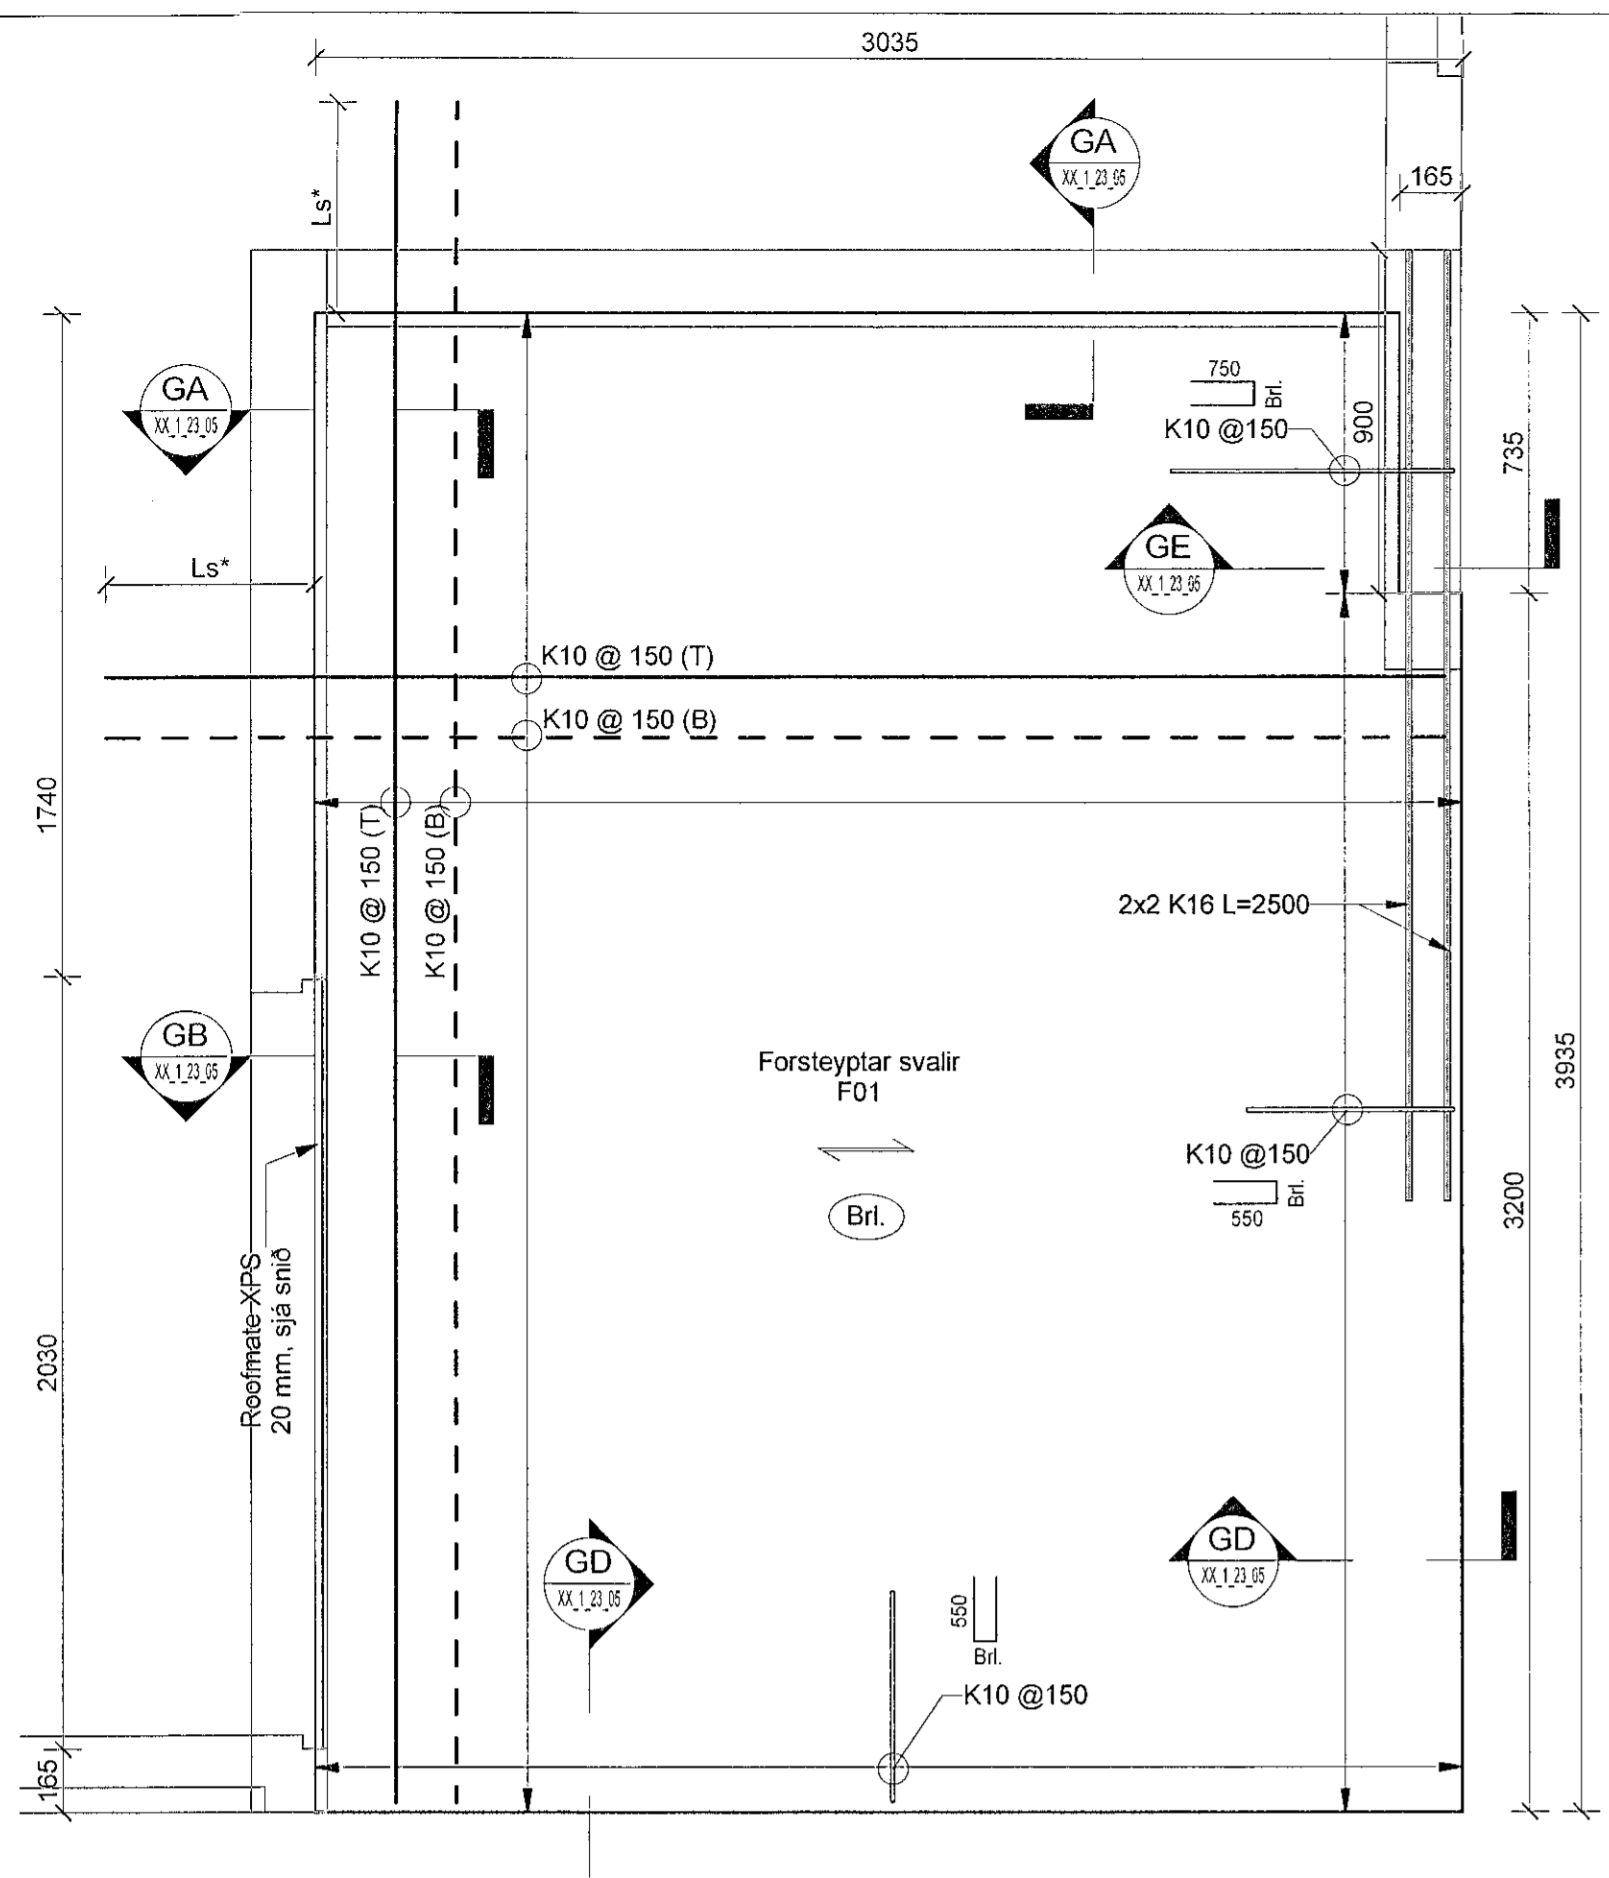 3035
GA
XX_1_23_05
165
Ls*
GA
XX_1_23_05
750
Brl.
K10 @150
900
735
Ls*
GE
XX_1_23_05
K10 @ 150 (T)
K10 @ 150 (B)
1740
K10 @ 150 (T)
K10 @ 150 (B)
2x2 K16 L=2500
GB
XX_1_23_05
Forsteyptar svalir
F01
Brl.
3935
K10 @150
Brl.
550
3200
Roofmate-XPS
20 mm, sjá snið
2030
GD
XX_1_23_05
GD
XX_1_23_05
550
Brl.
K10 @150
165